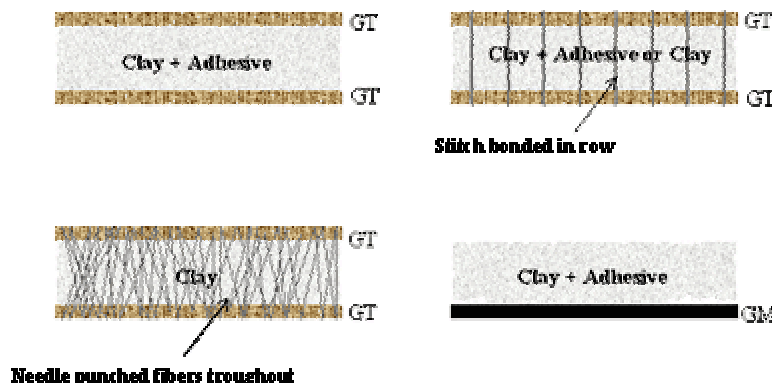 GT
GT
Clay + Adhesive
Clay + Adhesive or Clay
GT
GT
Stitch bonded in row
GT
Clay
Clay + Adhesive
GT
GM
Needle punched fibers troughout